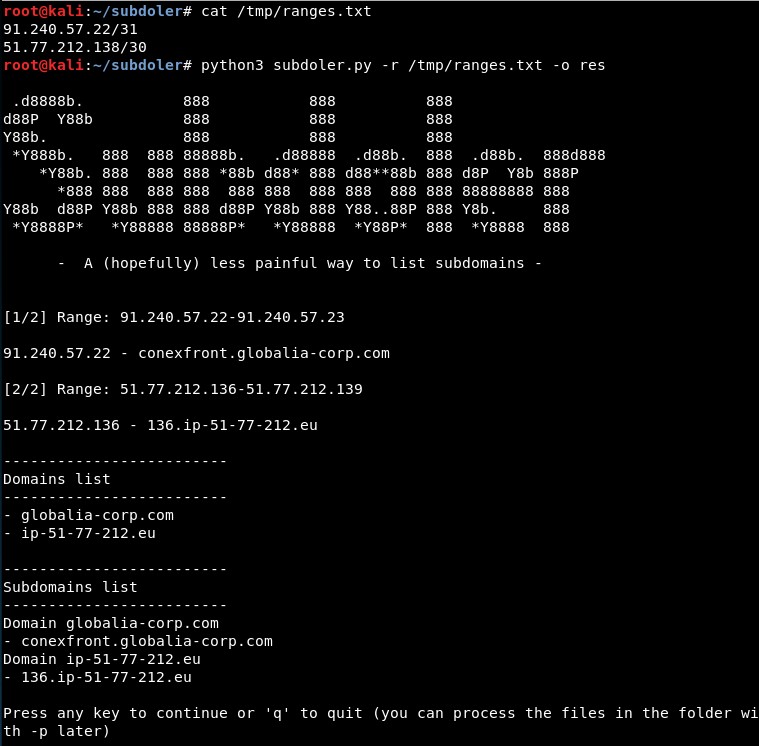 root@kali:~/subdoler# cat /tmp/ranges.txt
91.240.57.22/31
51.77.212.138/30
root@kali:~/subdoler# python3 subdoler.py -r /tmp/ranges.txt -o res
 .d8888b.           888           888          888
d88P  Y88b          888           888          888
Y88b.               888           888          888
 *Y888b.   888  888 88888b.   .d88888  .d88b.  888  .d88b.  888d888
    *Y88b. 888  888 888 *88b d88* 888 d88**88b 888 d8P  Y8b 888P
      *888 888  888 888  888 888  888 888  888 888 88888888 888
Y88b  d88P Y88b 888 888 d88P Y88b 888 Y88..88P 888 Y8b.     888
 *Y8888P*   *Y88888 88888P*   *Y88888  *Y88P*  888  *Y8888  888
      -  A (hopefully) less painful way to list subdomains -
[1/2] Range: 91.240.57.22-91.240.57.23
91.240.57.22 - conexfront.globalia-corp.com
[2/2] Range: 51.77.212.136-51.77.212.139
51.77.212.136 - 136.ip-51-77-212.eu
-------------------------
Domains list
-------------------------
- globalia-corp.com
- ip-51-77-212.eu
-------------------------
Subdomains list
-------------------------
Domain globalia-corp.com
- conexfront.globalia-corp.com
Domain ip-51-77-212.eu
- 136.ip-51-77-212.eu
Press any key to continue or 'q' to quit (you can process the files in the folder wi
th -p later)